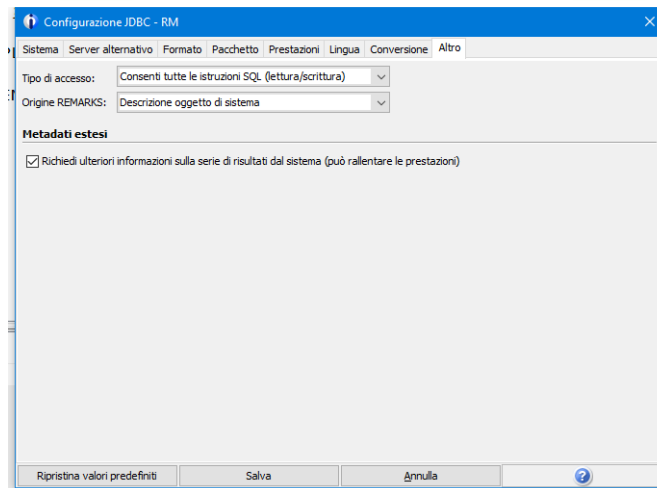 Configurazione JDBC - RM
Sistema Server alternativo Formato Pacchetto Prestazioni Lingua Conversione Altro
Tipo di accesso: Consenti tutte le istruzioni SQL (lettura/scrittura)
Origine REMARKS: Descrizione oggetto di sistema
Metadati estesi
Richiedi ulteriori informazioni sulla serie di risultati dal sistema (può rallentare le prestazioni)
Ripristina valori predefiniti Salva Annulla ?